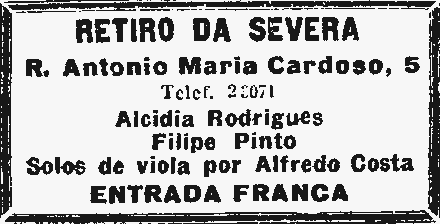 RETIRO DA SEVERA
R. Antonio Maria Cardoso, 5
Telef.
Alcidia Rodrigues
Filipe Pinto
Solos de viola por Alfredo Costa
ENTRADA FRANCA